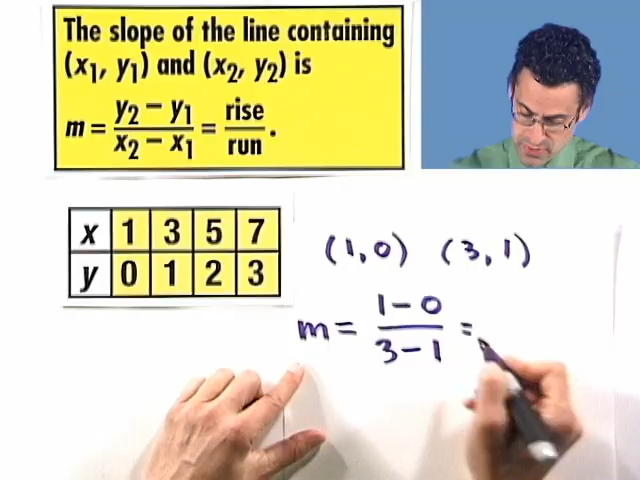 The slope of the line containing
(x1, y1) and (x2, y2) is
m = y2 − y1 / x2 − x1 = rise / run.
x 1 3 5 7
y 0 1 2 3
(1,0) (3,1)
m = 1 − 0 / 3 − 1 =